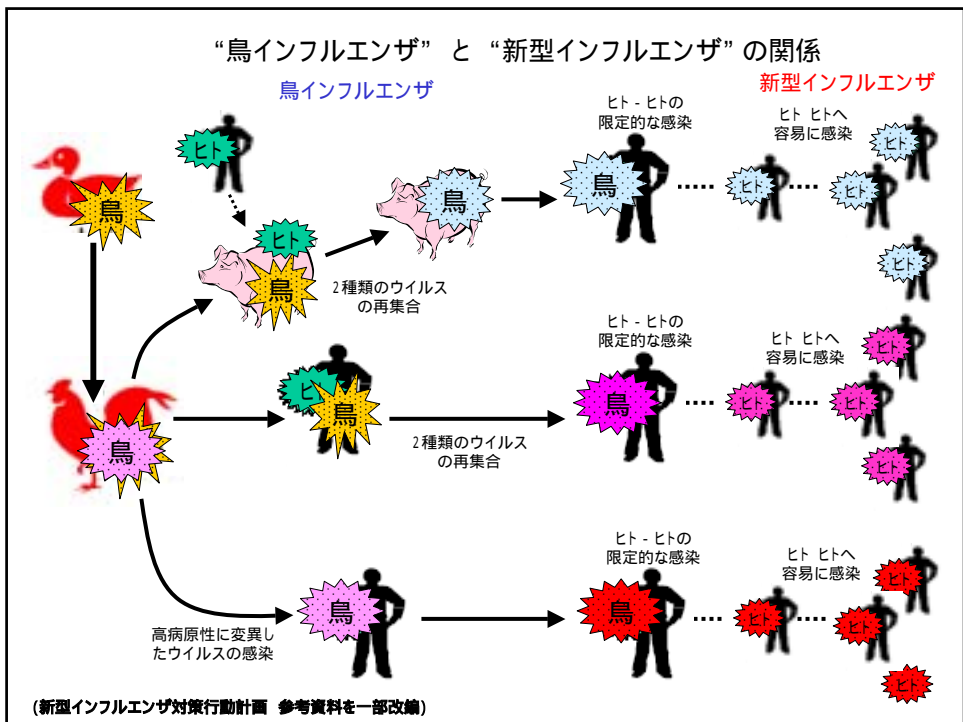 “鳥インフルエンザ” と “新型インフルエンザ” の関係
鳥インフルエンザ
新型インフルエンザ
ヒト - ヒトの
限定的な感染
ヒト ヒトへ
容易に感染
ヒト
ヒト
鳥
ヒト
鳥
鳥
鳥
ヒト
ヒト
ヒト
2種類のウイルス
の再集合
ヒト
ヒト - ヒトの
限定的な感染
ヒト ヒトへ
容易に感染
ヒト
ヒト
鳥
鳥
ヒト
ヒト
鳥
2種類のウイルス
の再集合
ヒト
ヒト - ヒトの
限定的な感染
ヒト ヒトへ
容易に感染
ヒト
鳥
鳥
ヒト
ヒト
高病原性に変異し
たウイルスの感染
ヒト
(新型インフルエンザ対策行動計画 参考資料を一部改編)